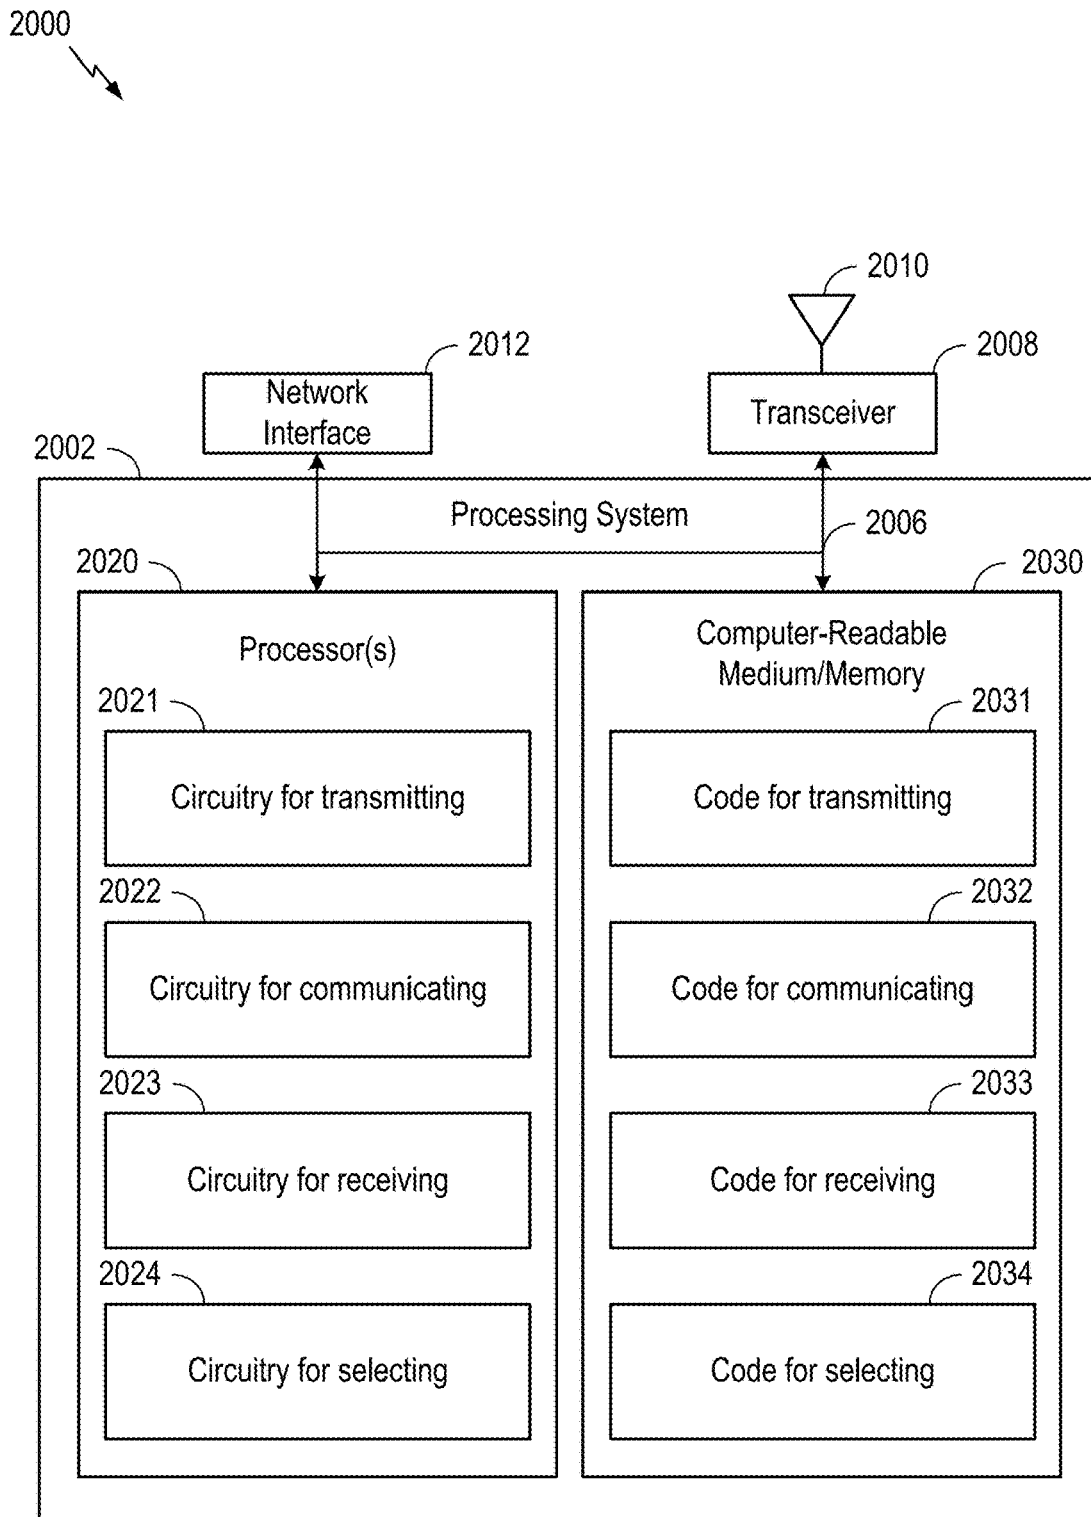 2000
2010
2012
2008
Network
Interface
Transceiver
2002
Processing System
2006
2020
2030
Processor(s)
Computer-Readable
Medium/Memory
2021
2031
Circuitry for transmitting
Code for transmitting
2022
2032
Circuitry for communicating
Code for communicating
2023
2033
Circuitry for receiving
Code for receiving
2024
2034
Circuitry for selecting
Code for selecting